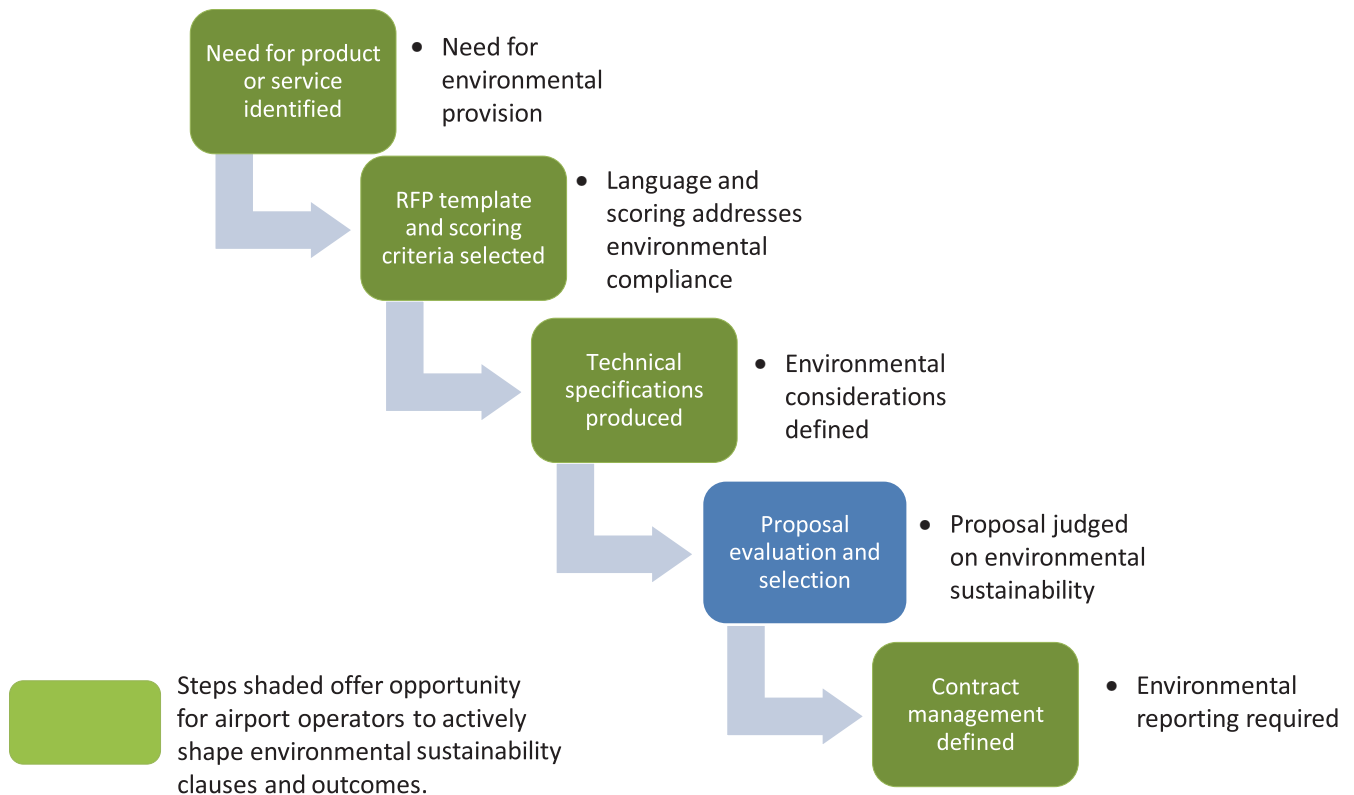 Need for product
or service
identified
• Need for
environmental
provision
RFP template
and scoring
criteria selected
• Language and
scoring addresses
environmental
compliance
Technical
specifications
produced
• Environmental
considerations
defined
Proposal
evaluation and
selection
• Proposal judged
on environmental
sustainability
Contract
management
defined
• Environmental
reporting required
Steps shaded offer opportunity
for airport operators to actively
shape environmental sustainability
clauses and outcomes.